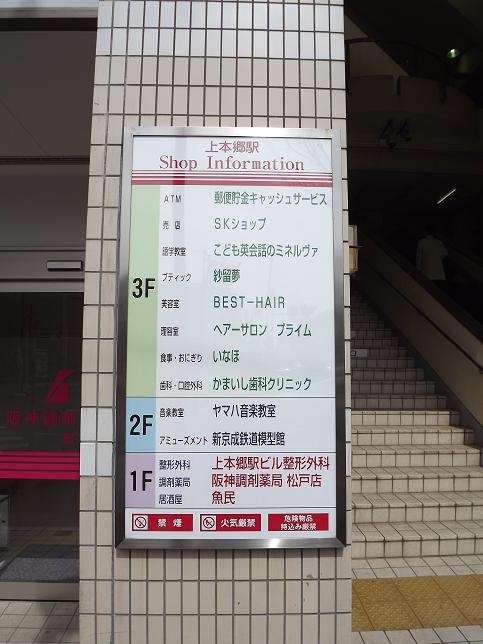 上本郷駅
Shop Information
3F
ATM 郵便貯金キャッシュサービス
売店 SKショップ
語学教室 こども英会話のミネルヴァ
ブティック 紗留夢
美容室 BEST-HAIR
理容室 ヘアーサロン プライム
食事・おにぎり いなほ
歯科・口腔外科 かまいし歯科クリニック
2F
音楽教室 ヤマハ音楽教室
アミューズメント 新京成鉄道模型館
1F
整形外科 上本郷駅ビル整形外科
調剤薬局 阪神調剤薬局 松戸店
居酒屋 魚民
禁煙 火気厳禁 危険物品
持込み厳禁
阪神調剤